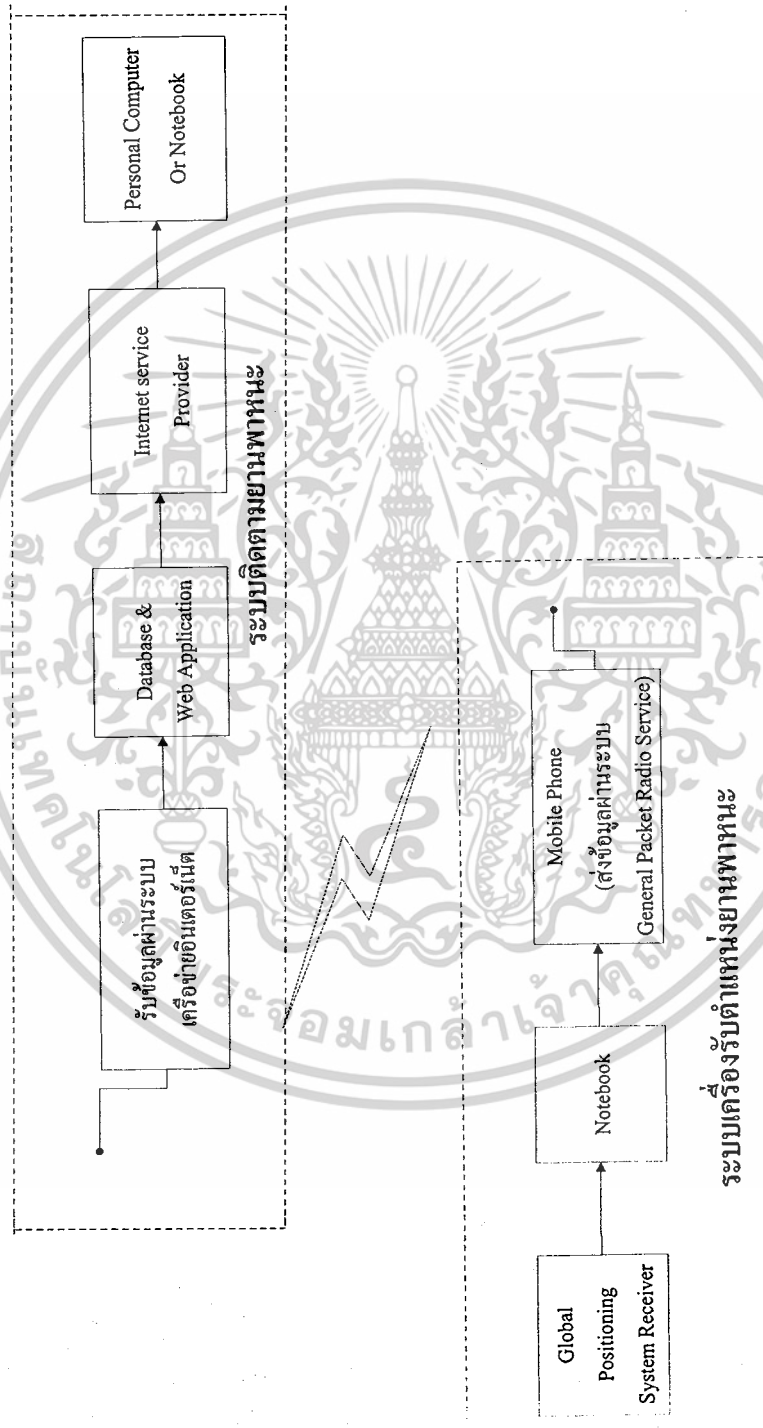 รับข้อมูลผ่านระบบ
เครือข่ายอินเตอร์เน็ต
Database &
Web Application
Internet service
Provider
Personal Computer
Or Notebook
ระบบติดตามยานพาหนะ
Global
Positioning
System Receiver
Notebook
Mobile Phone
(ส่งข้อมูลผ่านระบบ
General Packet Radio Service)
ระบบเครื่องรับตำแหน่งยานพาหนะ